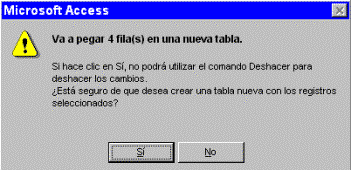 Microsoft Access
Va a pegar 4 fila(s) en una nueva tabla.
Si hace clic en Sí, no podrá utilizar el comando Deshacer para
deshacer los cambios.
¿Está seguro de que desea crear una tabla nueva con los registros
seleccionados?
Sí
No